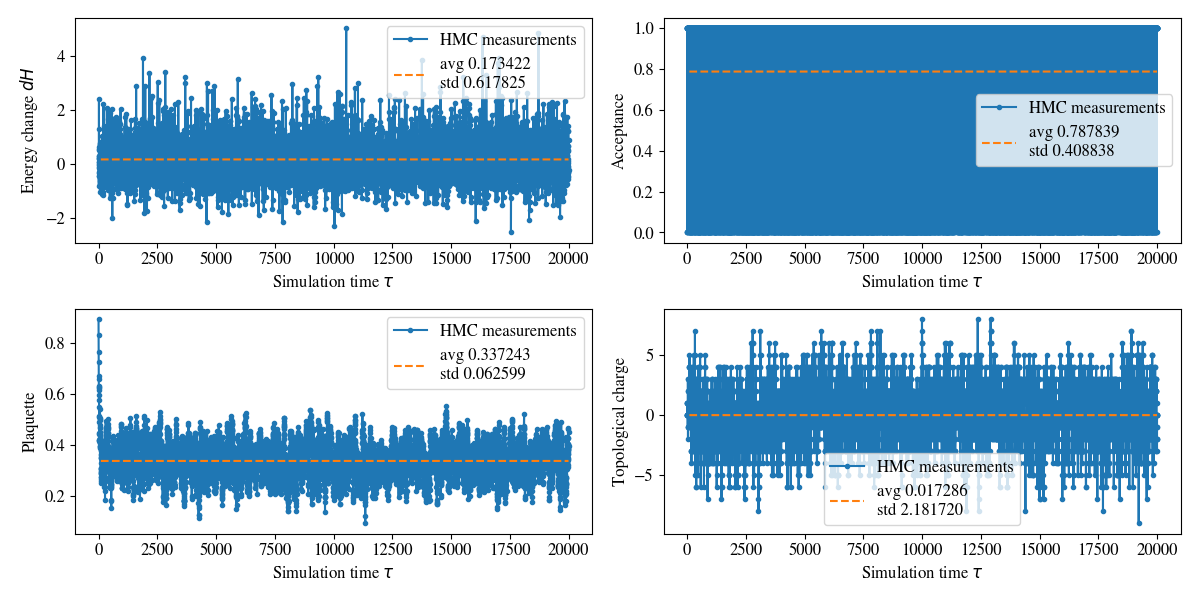 Energy change dH
4
2
0
−2
HMC measurements
avg 0.173422
std 0.617825
0
2500
5000
7500
10000
12500
15000
17500
20000
Simulation time τ
Acceptance
1.0
0.8
0.6
0.4
0.2
0.0
HMC measurements
avg 0.787839
std 0.408838
0
2500
5000
7500
10000
12500
15000
17500
20000
Simulation time τ
Plaquette
0.8
0.6
0.4
0.2
HMC measurements
avg 0.337243
std 0.062599
0
2500
5000
7500
10000
12500
15000
17500
20000
Simulation time τ
Topological charge
5
0
−5
HMC measurements
avg 0.017286
std 2.181720
0
2500
5000
7500
10000
12500
15000
17500
20000
Simulation time τ